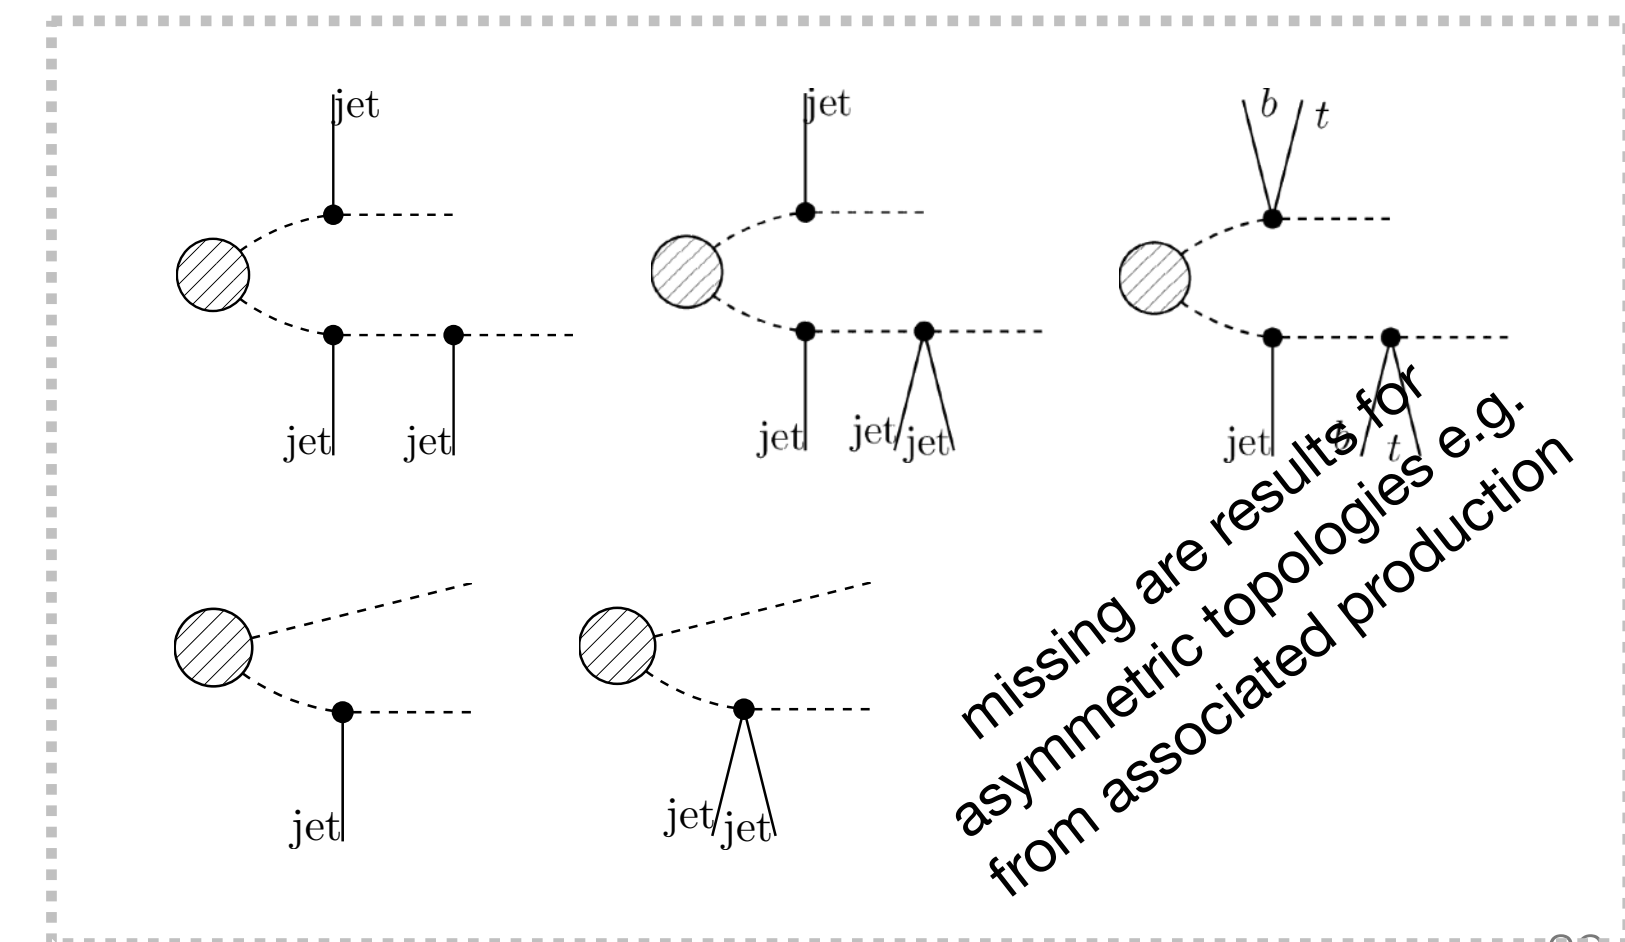 jet
jet
b t
jet jet
jet jet jet
jet b t
jet
jet jet
missing are results for
asymmetric topologies e.g.
from associated production